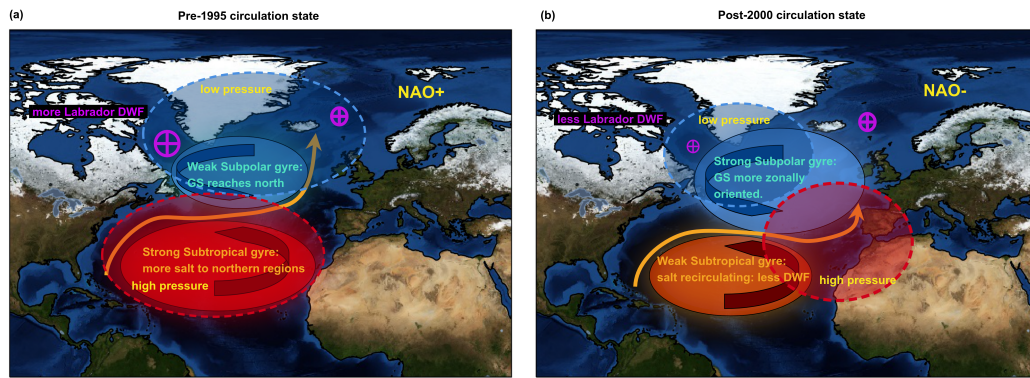 (a)
Pre-1995 circulation state
low pressure
NAO+
more Labrador DWF
Weak Subpolar gyre:
GS reaches north
Strong Subtropical gyre:
more salt to northern regions
high pressure
(b)
Post-2000 circulation state
NAO-
less Labrador DWF
low pressure
Strong Subpolar gyre:
GS more zonally
oriented.
Weak Subtropical gyre:
salt recirculating: less DWF
high pressure